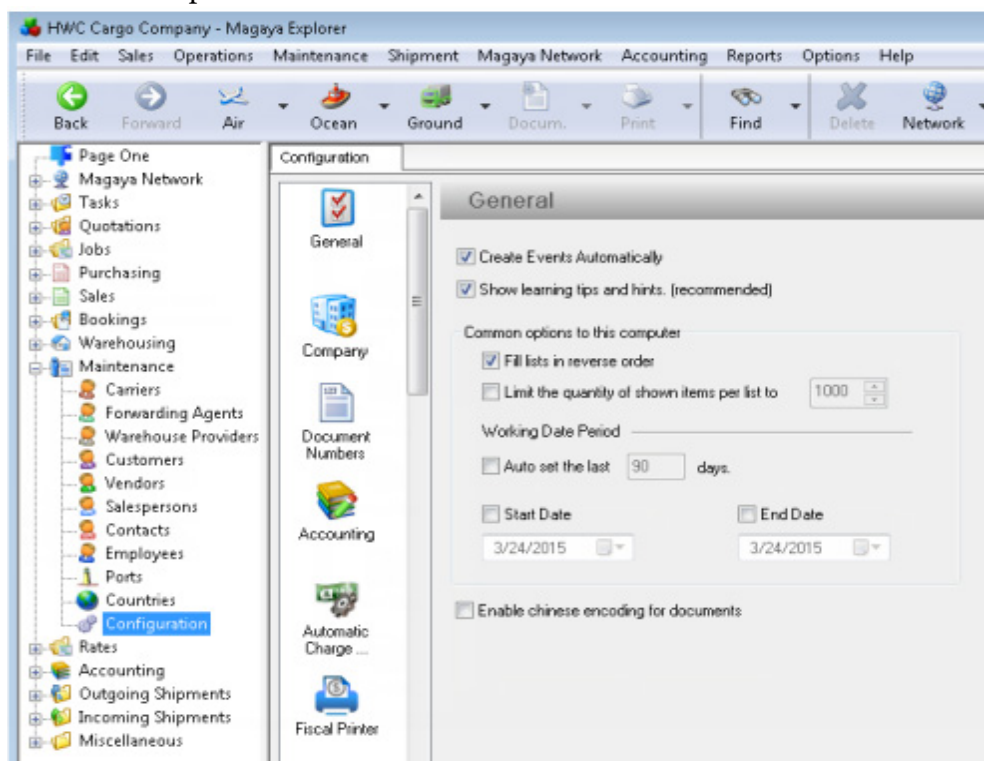 HWC Cargo Company - Magaya Explorer
File Edit Sales Operations Maintenance Shipment Magaya Network Accounting Reports Options Help
Back Forward Air Ocean Ground Docum. Print Find Delete Network
Page One
Magaya Network
Tasks
Quotations
Jobs
Purchasing
Sales
Bookings
Warehousing
Maintenance
Carriers
Forwarding Agents
Warehouse Providers
Customers
Vendors
Salespersons
Contacts
Employees
Ports
Countries
Configuration
Rates
Accounting
Outgoing Shipments
Incoming Shipments
Miscellaneous
Configuration
General
Company
Document
Numbers
Accounting
Automatic
Charge ...
Fiscal Printer
General
Create Events Automatically
Show learning tips and hints. (recommended)
Common options to this computer
Fill lists in reverse order
Limit the quantity of shown items per list to 1000
Working Date Period
Auto set the last 90 days.
Start Date End Date
3/24/2015 3/24/2015
Enable chinese encoding for documents